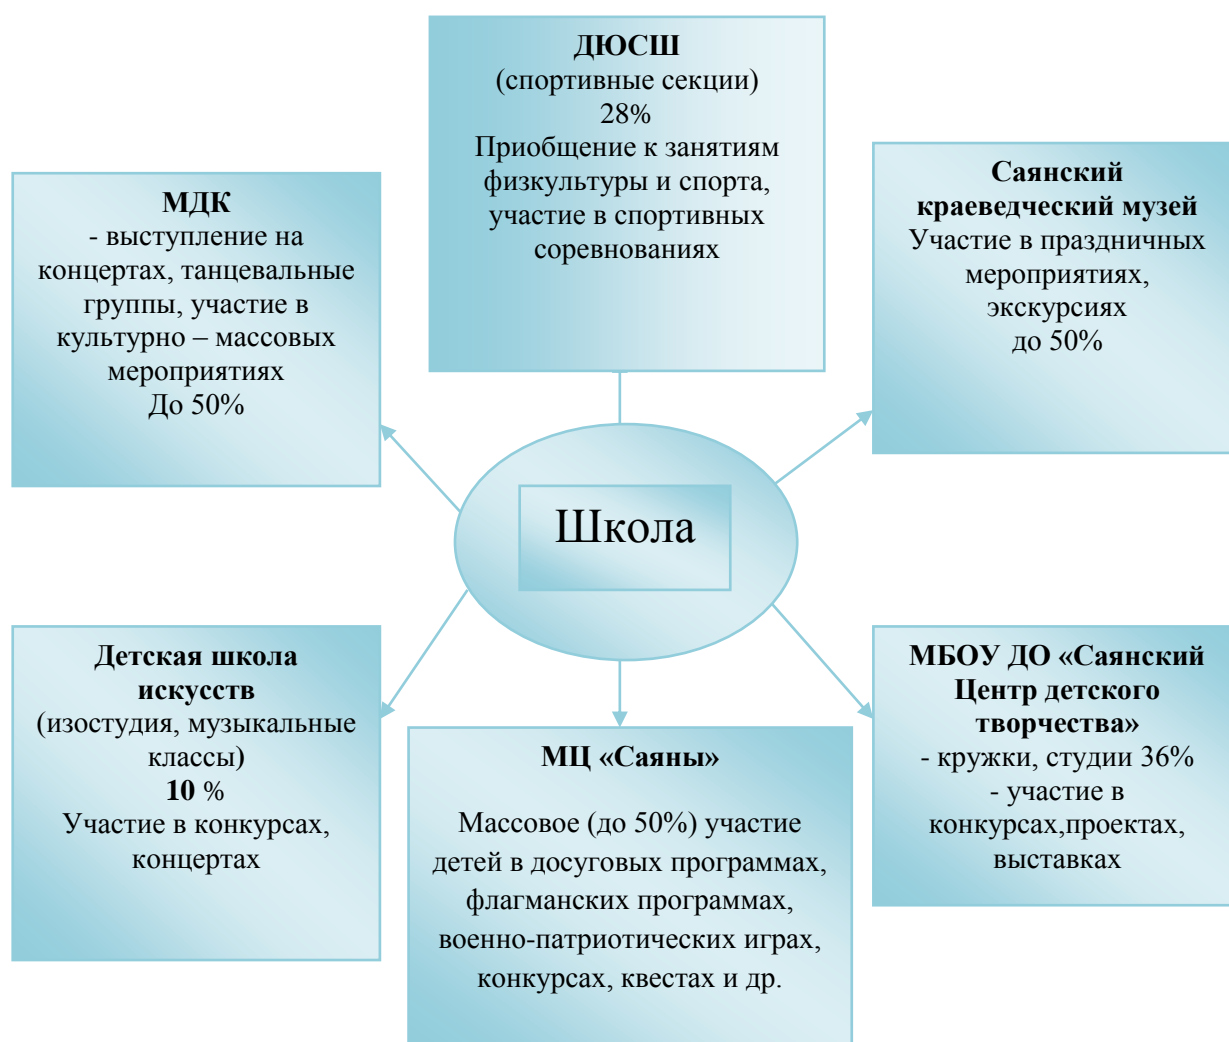 ДЮСШ
(спортивные секции)
28%
Приобщение к занятиям
физкультуры и спорта,
участие в спортивных
соревнованиях
МДК
- выступление на
концертах, танцевальные
группы, участие в
культурно – массовых
мероприятиях
До 50%
Саянский
краеведческий музей
Участие в праздничных
мероприятиях,
экскурсиях
до 50%
Школа
Детская школа
искусств
(изостудия, музыкальные
классы)
10 %
Участие в конкурсах,
концертах
МЦ «Саяны»
Массовое (до 50%) участие
детей в досуговых программах,
флагманских программах,
военно-патриотических играх,
конкурсах, квестах и др.
МБОУ ДО «Саянский
Центр детского
творчества»
- кружки, студии 36%
- участие в
конкурсах,проектах,
выставках